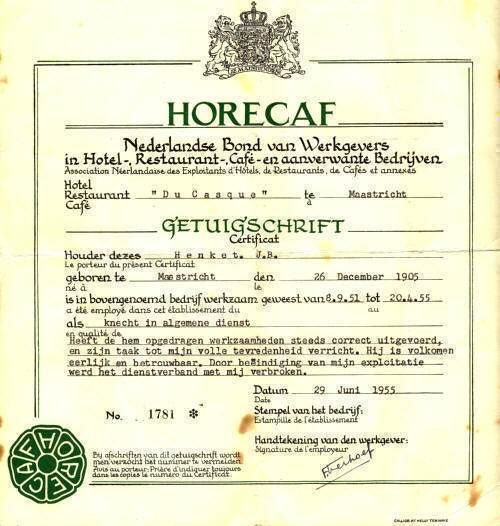 HORECAF
Nederlandse Bond van Werkgevers
in Hotel-, Restaurant-, Café- en aanverwante Bedrijven
Association Néerlandaise des Exploitants d'Hôtels, de Restaurants, de Cafés et annexes
Hotel
Restaurant "Du Casque" te Maastricht
Café à
GETUIGSCHRIFT
Certificat
Houder dezes Henket. J.B.
Le porteur du présent Certificat
geboren te Maastricht den 26 December 1905
né à le
is in bovengenoemd bedrijf werkzaam geweest van 8.9.51 tot 20.4.55
a été employé dans cet établissement du au
als knecht in algemene dienst
en qualité de
Heeft de hem opgedragen werkzaamheden steeds correct uitgevoerd,
en zijn taak tot mijn volle tevredenheid verricht. Hij is volkomen
eerlijk en betrouwbaar. Door beëindiging van mijn exploitatie
werd het dienstverband met mij verbroken.
Datum 29 Juni 1955
Date
No. 1781 *
Stempel van het bedrijf:
Estampille de l'établissement
Handtekening van den werkgever:
Signature de l'employeur
HORECAF
Bij afschriften van dit getuigschrift wordt
men verzocht het nummer te vermelden
Avis au porteur: Prière d'indiquer toujours
dans les copies le numéro du Certificat.